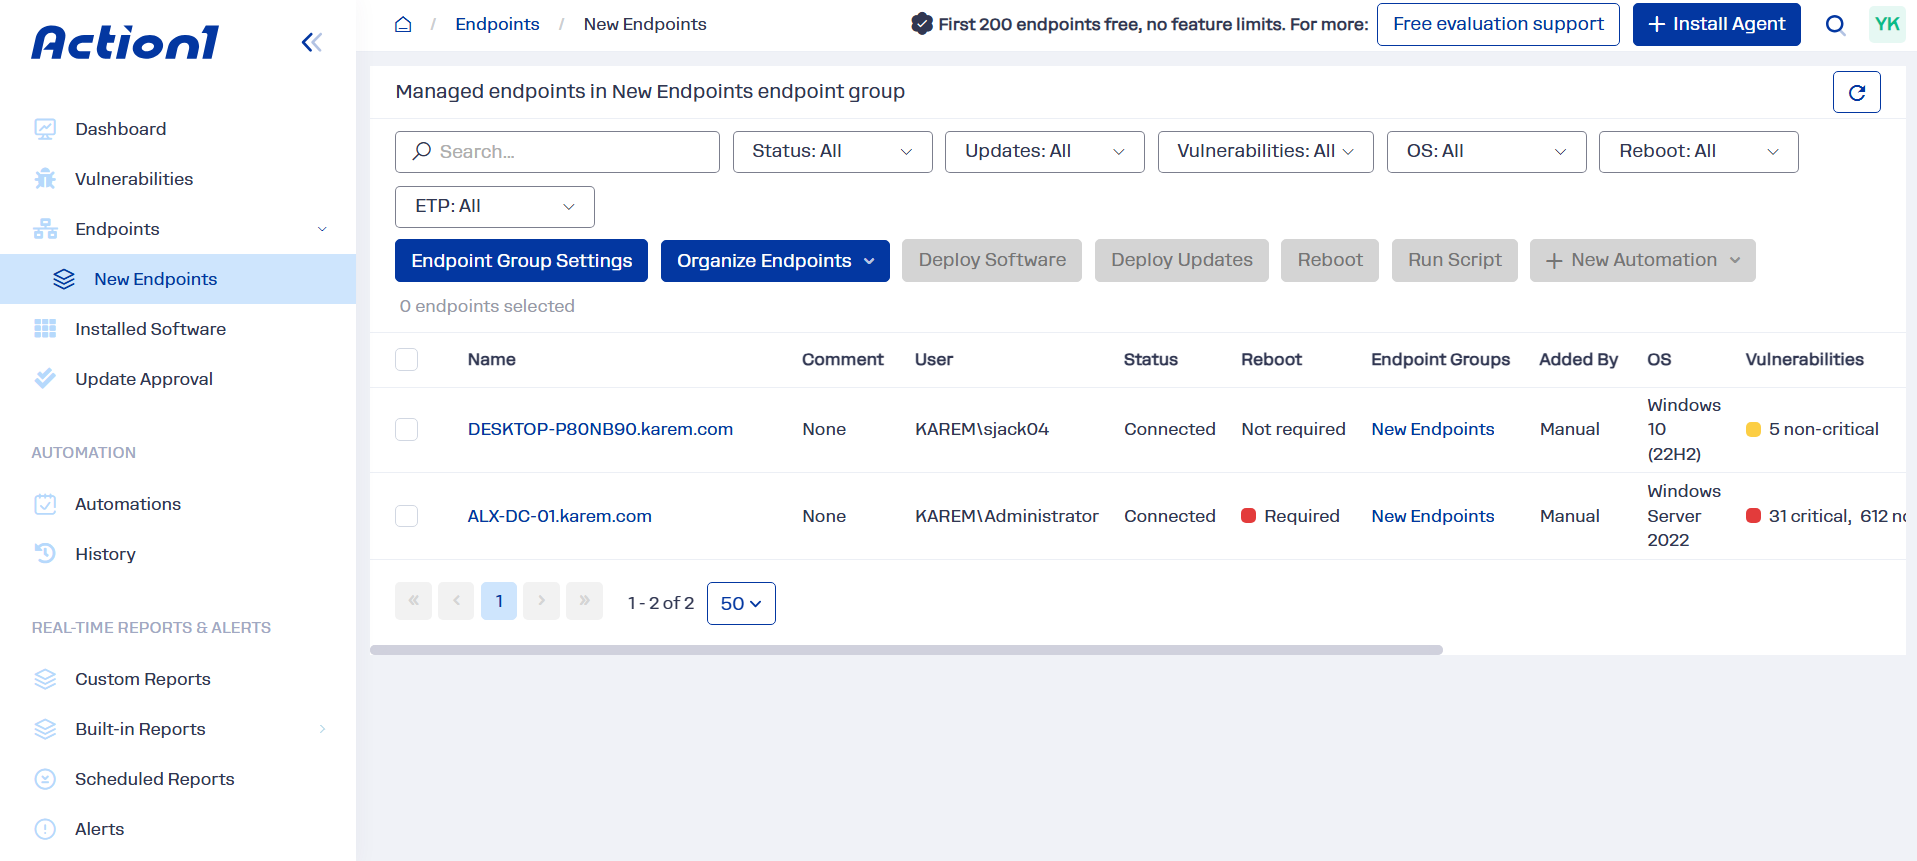 Action1
Dashboard
Vulnerabilities
Endpoints
New Endpoints
Installed Software
Update Approval
AUTOMATION
Automations
History
REAL-TIME REPORTS & ALERTS
Custom Reports
Built-in Reports
Scheduled Reports
Alerts
/ Endpoints / New Endpoints
First 200 endpoints free, no feature limits. For more: Free evaluation support + Install Agent YK
Managed endpoints in New Endpoints endpoint group
Search... Status: All Updates: All Vulnerabilities: All OS: All Reboot: All
ETP: All
Endpoint Group Settings Organize Endpoints Deploy Software Deploy Updates Reboot Run Script + New Automation
0 endpoints selected
Name Comment User Status Reboot Endpoint Groups Added By OS Vulnerabilities
DESKTOP-P80NB90.karem.com None KAREM\sjack04 Connected Not required New Endpoints Manual Windows 10 (22H2) 5 non-critical
ALX-DC-01.karem.com None KAREM\Administrator Connected Required New Endpoints Manual Windows Server 2022 31 critical, 612
« ‹ 1 › » 1 - 2 of 2 50